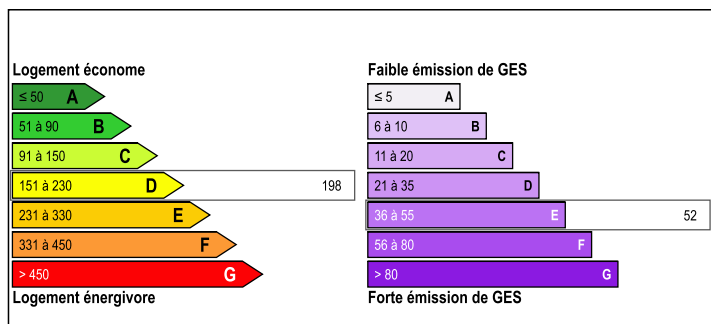 Logement économe
≤ 50 A
51 à 90 B
91 à 150 C
151 à 230 D 198
231 à 330 E
331 à 450 F
> 450 G
Logement énergivore
Faible émission de GES
≤ 5 A
6 à 10 B
11 à 20 C
21 à 35 D
36 à 55 E 52
56 à 80 F
> 80 G
Forte émission de GES